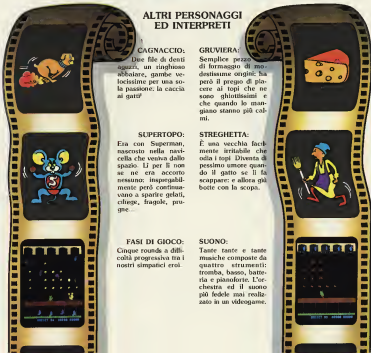 ALTRI PERSONAGGI
ED INTERPRETI
CAGNACCIO:
Due file di denti
aguzzi, un ringhioso
abbaiare, gambe ve-
locissime per una so-
la passione: la caccia
ai gatti!
GRUVIERA:
Semplice pezzo
di formaggio di mo-
destissime origini; ha
però il pregio di pia-
cere ai topi che ne
sono ghiottissimi e
che quando lo man-
giano stanno più cal-
mi.
SUPERTOPO:
Era con Superman,
nascosto nella navi-
cella che veniva dallo
spazio. Lì per lì non
se ne era accorto
nessuno: inspiegabil-
mente però continua-
vano a sparire gelati,
ciliege, fragole, pru-
gne...
STREGHETTA:
È una vecchia facil-
mente irritabile che
odia i topi. Diventa di
pessimo umore quan-
do il gatto se li fa
scappare: e allora giù
botte con la scopa.
FASI DI GIOCO:
Cinque rounds a diffi-
coltà progressiva tra i
nostri simpatici eroi.
SUONO:
Tante tante e tante
musiche composte da
quattro strumenti:
tromba, basso, batte-
ria e pianoforte. L'or-
chestra ed il suono
più fedele mai realiz-
zato in un videogame.